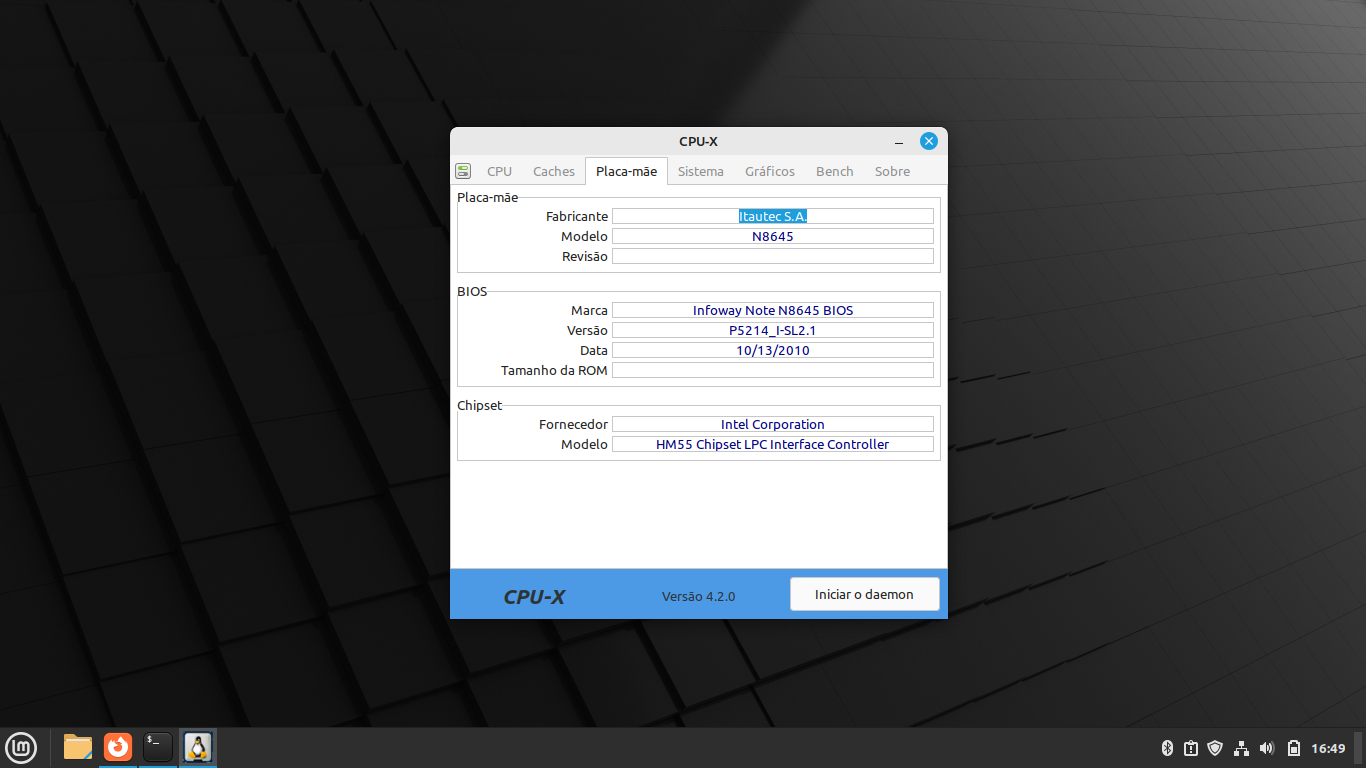 CPU-X
CPU Caches Placa-mãe Sistema Gráficos Bench Sobre
Placa-mãe
Fabricante Itautec S.A.
Modelo N8645
Revisão
BIOS
Marca Infoway Note N8645 BIOS
Versão P5214_I-SL2.1
Data 10/13/2010
Tamanho da ROM
Chipset
Fornecedor Intel Corporation
Modelo HM55 Chipset LPC Interface Controller
CPU-X Versão 4.2.0 Iniciar o daemon
lm $_ 16:49